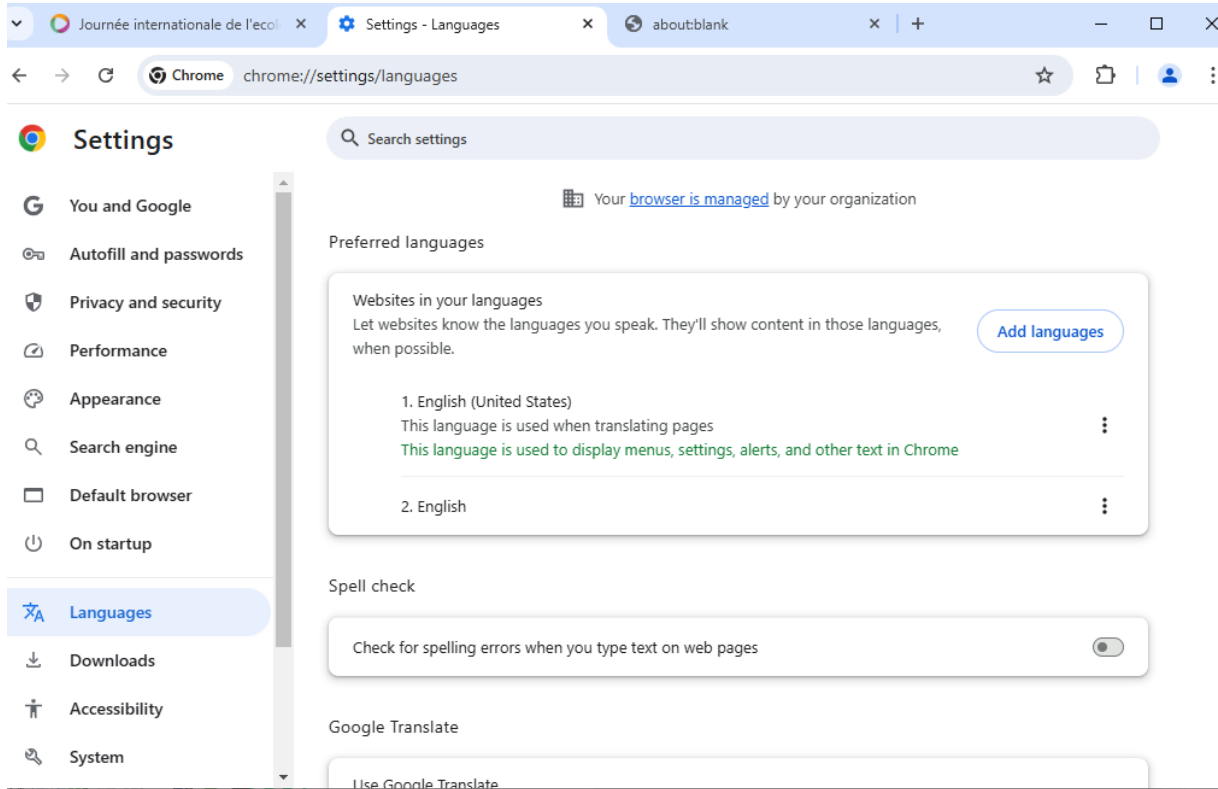 Journée internationale de l'ecol
Settings - Languages
about:blank
Chrome
chrome://settings/languages
Settings
Search settings
You and Google
Autofill and passwords
Privacy and security
Performance
Appearance
Search engine
Default browser
On startup
Languages
Downloads
Accessibility
System
Your browser is managed by your organization
Preferred languages
Websites in your languages
Let websites know the languages you speak. They'll show content in those languages,
when possible.
Add languages
1. English (United States)
This language is used when translating pages
This language is used to display menus, settings, alerts, and other text in Chrome
2. English
Spell check
Check for spelling errors when you type text on web pages
Google Translate
Use Google Translate